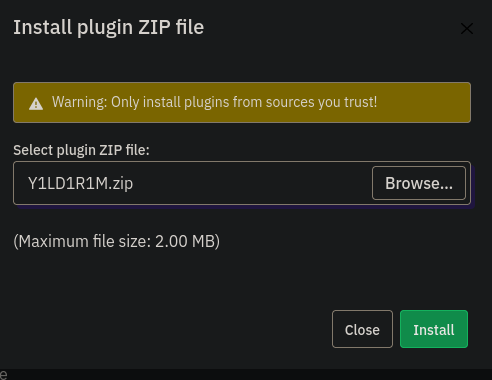 Install plugin ZIP file
Warning: Only install plugins from sources you trust!
Select plugin ZIP file:
Y1LD1R1M.zip
Browse...
(Maximum file size: 2.00 MB)
Close
Install
e